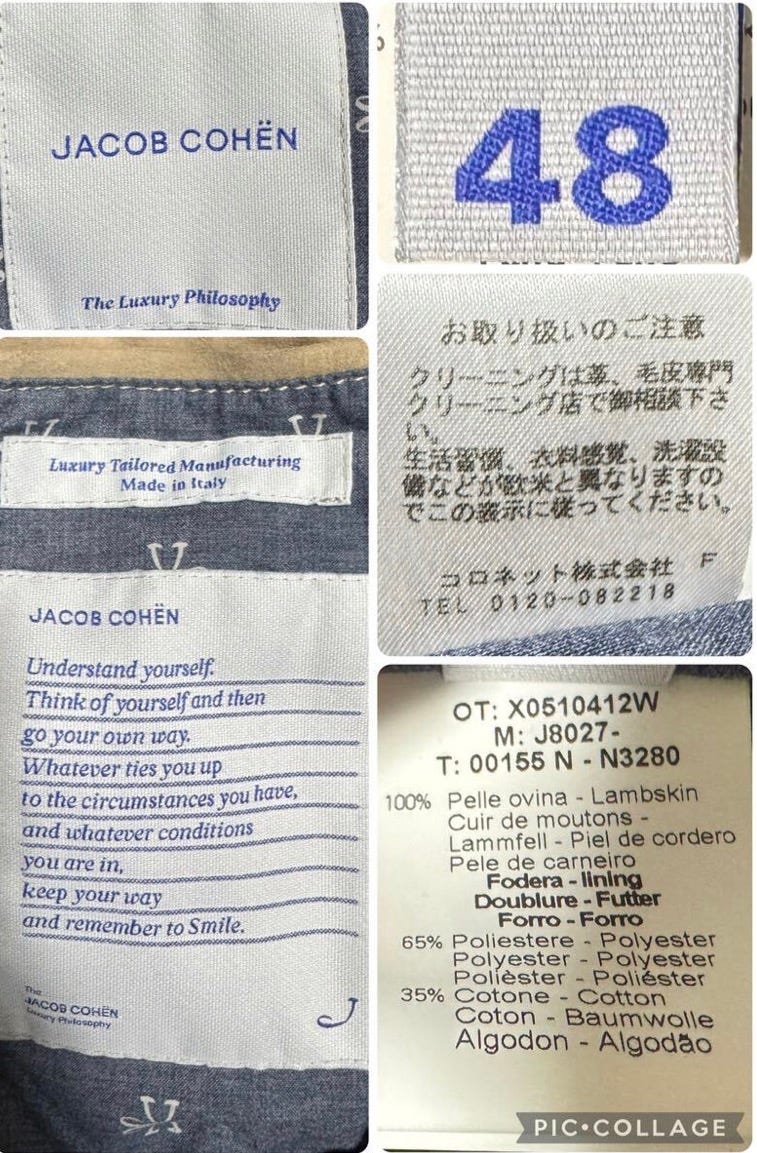 JACOB COHËN
The Luxury Philosophy
48
Luxury Tailored Manufacturing
Made in Italy
JACOB COHËN
Understand yourself.
Think of yourself and then
go your own way.
Whatever ties you up
to the circumstances you have,
and whatever conditions
you are in,
keep your way
and remember to Smile.
The
JACOB COHËN
Luxury Philosophy
お取り扱いのご注意
クリーニングは革、毛皮専門
クリーニング店で御相談下さ
い。
生活習慣、衣料感覚、洗濯設
備などが欧米と異なりますの
でこの表示に従ってください。
コロネット株式会社 F
TEL 0120-082218
OT: X0510412W
M: J8027-
T: 00155 N - N3280
100% Pelle ovina - Lambskin
Cuir de moutons -
Lammfell - Piel de cordero
Pele de carneiro
Fodera - lining
Doublure - Futter
Forro - Forro
65% Poliestere - Polyester
Polyester - Polyester
Polièster - Poliéster
35% Cotone - Cotton
Coton - Baumwolle
Algodon - Algodão
PIC•COLLAGE